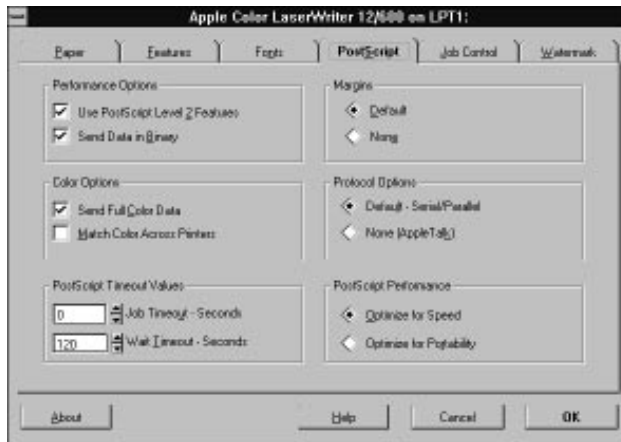 Apple Color LaserWriter 12/600 on LPT1:
Paper Features Fonts PostScript Job Control Watermark
Performance Options
Use PostScript Level 2 Features
Send Data in Binary
Margins
Default
None
Color Options
Send Full Color Data
Match Color Across Printers
Protocol Options
Default - Serial/Parallel
None (AppleTalk)
PostScript Timeout Values
0 Job Timeout - Seconds
120 Wait Timeout - Seconds
PostScript Performance
Optimize for Speed
Optimize for Portability
About Help Cancel OK